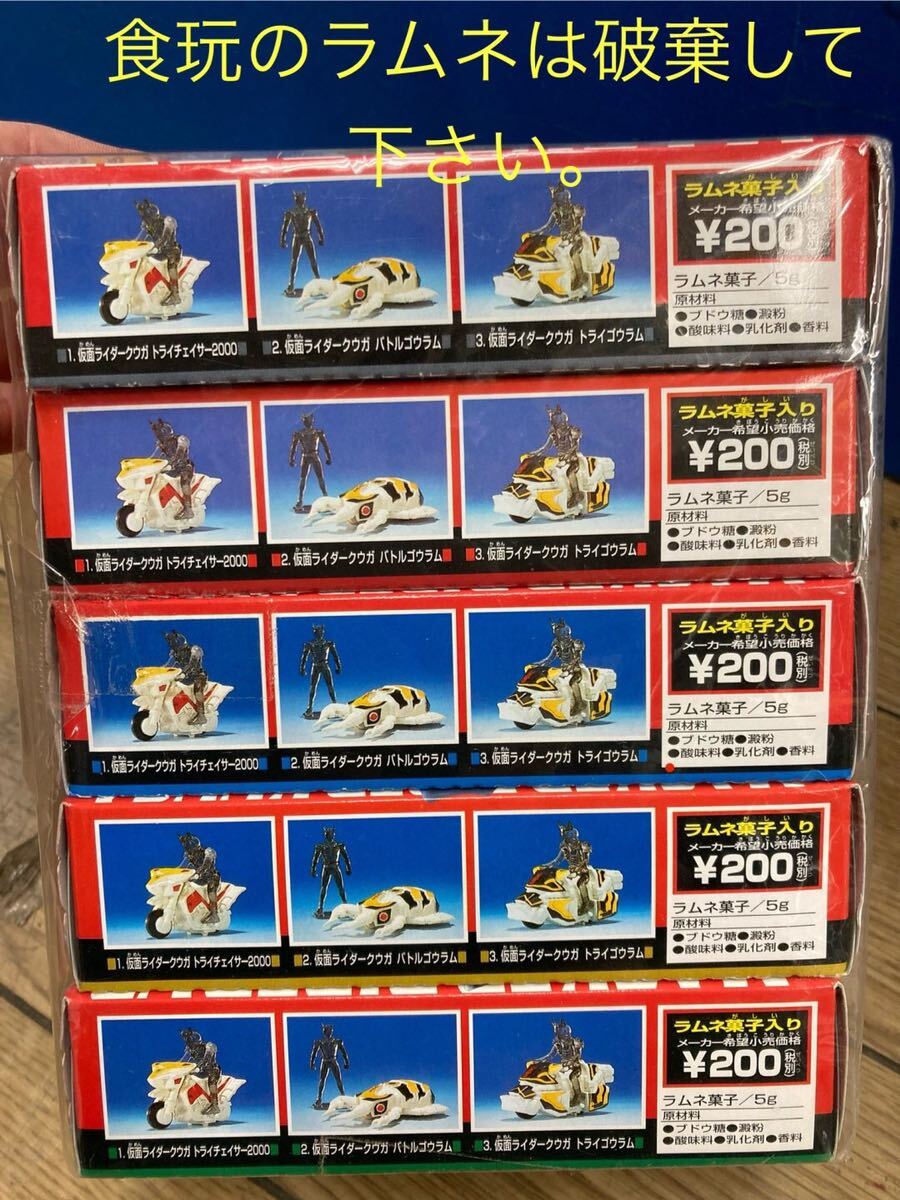 食玩のラムネは破棄して
下さい。
ラムネ菓子入り
メーカー希望小売価格
¥200
ラムネ菓子/5g
原材料
●ブドウ糖●澱粉
●酸味料●乳化剤●香料
1. 仮面ライダークウガ トライチェイサー2000
2. 仮面ライダークウガ バトルゴウラム
3. 仮面ライダークウガ トライゴウラム
ラムネ菓子入り
メーカー希望小売価格
¥200(税別)
ラムネ菓子/5g
原材料
●ブドウ糖●澱粉
●酸味料●乳化剤●香料
1. 仮面ライダークウガ トライチェイサー2000
2. 仮面ライダークウガ バトルゴウラム
3. 仮面ライダークウガ トライゴウラム
ラムネ菓子入り
メーカー希望小売価格
¥200(税別)
ラムネ菓子/5g
原材料
●ブドウ糖●澱粉
●酸味料●乳化剤●香料
1. 仮面ライダークウガ トライチェイサー2000
2. 仮面ライダークウガ バトルゴウラム
3. 仮面ライダークウガ トライゴウラム
ラムネ菓子入り
メーカー希望小売価格
¥200(税別)
ラムネ菓子/5g
原材料
●ブドウ糖●澱粉
●酸味料●乳化剤●香料
1. 仮面ライダークウガ トライチェイサー2000
2. 仮面ライダークウガ バトルゴウラム
3. 仮面ライダークウガ トライゴウラム
ラムネ菓子入り
メーカー希望小売価格
¥200(税別)
ラムネ菓子/5g
原材料
●ブドウ糖●澱粉
●酸味料●乳化剤●香料
1. 仮面ライダークウガ トライチェイサー2000
2. 仮面ライダークウガ バトルゴウラム
3. 仮面ライダークウガ トライゴウラム